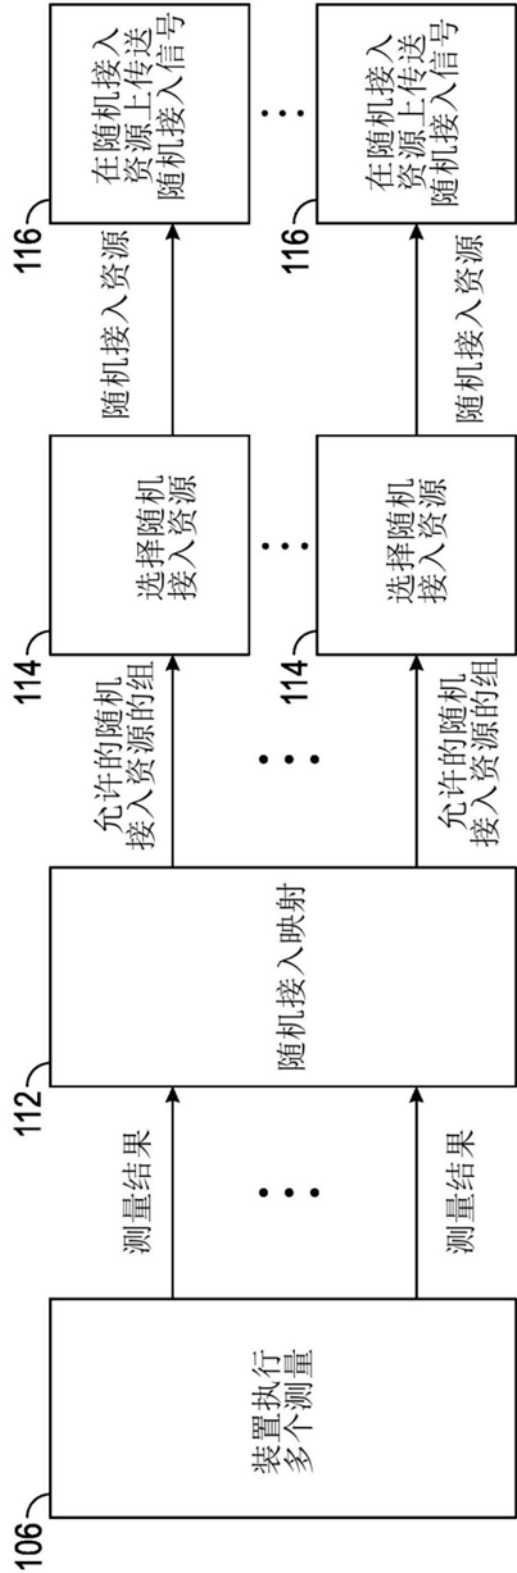 106
装置执行
多个测量
测量结果
测量结果
112
随机接入映射
允许的随机
接入资源的组
允许的随机
接入资源的组
114
选择随机
接入资源
114
选择随机
接入资源
随机接入资源
随机接入资源
116
在随机接入
资源上传送
随机接入信号
116
在随机接入
资源上传送
随机接入信号